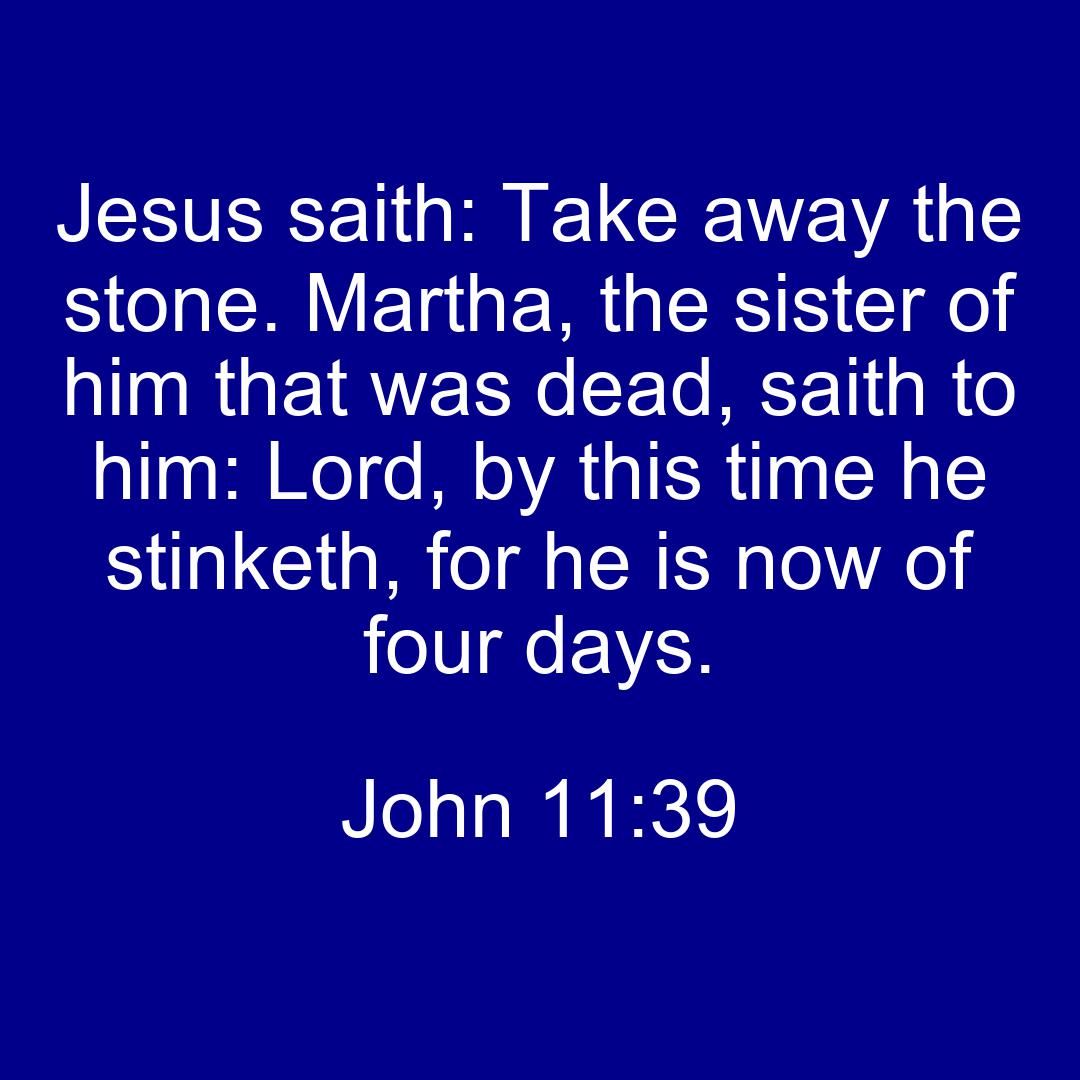 Jesus saith: Take away the
stone. Martha, the sister of
him that was dead, saith to
him: Lord, by this time he
stinketh, for he is now of
four days.
John 11:39